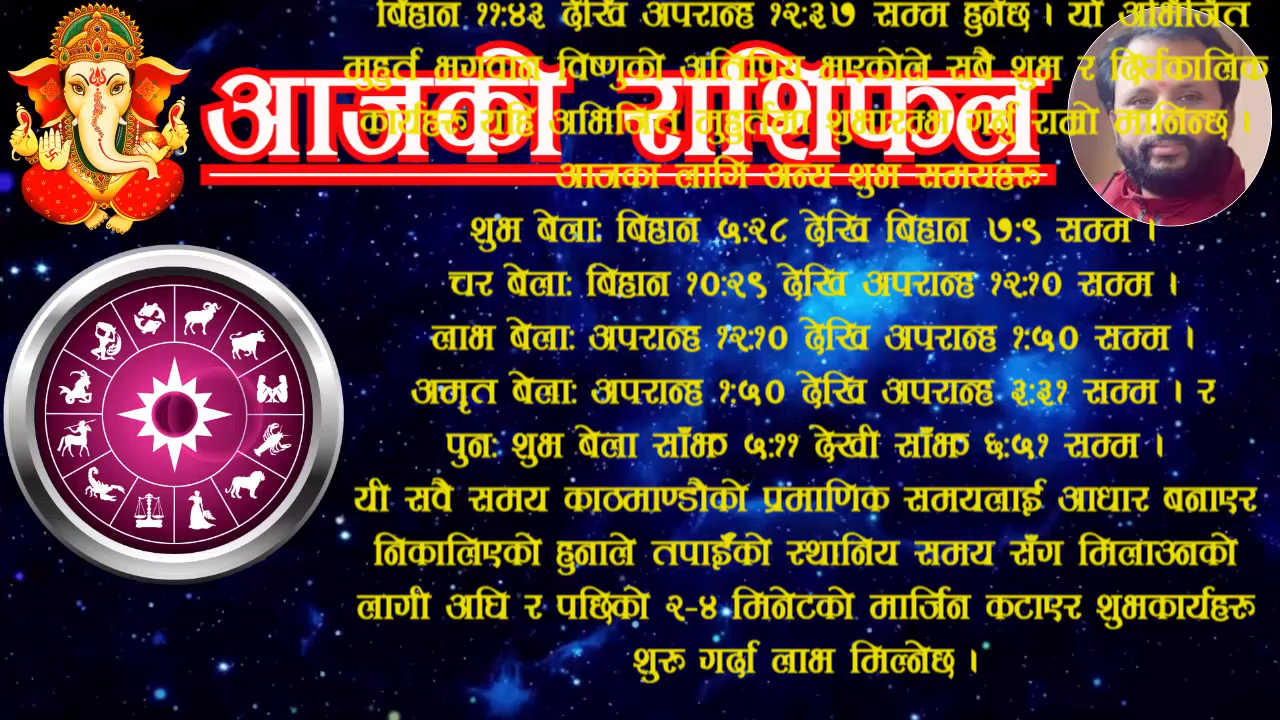 बिहान ११:४३ देखि अपरान्ह १२:३७ सम्म हुनेछ । यो अभिजित
मुहुर्त भगवान विष्णुको अतिप्रिय भएकोले सबै शुभ र दिर्घकालिक
आजको राशिफल
कार्यहरू यहि अभिजित मुहुर्तमा शुभारम्भ गर्नु राम्रो मानिन्छ ।
आजका लागि अन्य शुभ समयहरू
शुभ बेला: बिहान ५:२८ देखि बिहान ७:९ सम्म ।
चर बेला: बिहान १०:२९ देखि अपरान्ह १२:१० सम्म ।
लाभ बेला: अपरान्ह १२:१० देखि अपरान्ह १:५० सम्म ।
अमृत बेला: अपरान्ह १:५० देखि अपरान्ह ३:३१ सम्म । र
पुन: शुभ बेला साँझ ५:११ देखी साँझ ६:५१ सम्म ।
यी सवै समय काठमाण्डौको प्रमाणिक समयलाई आधार बनाएर
निकालिएको हुनाले तपाईँको स्थानिय समय सँग मिलाउनको
लागी अघि र पछिको २-४ मिनेटको मार्जिन कटाएर शुभकार्यहरू
शुरू गर्दा लाभ मिल्नेछ ।